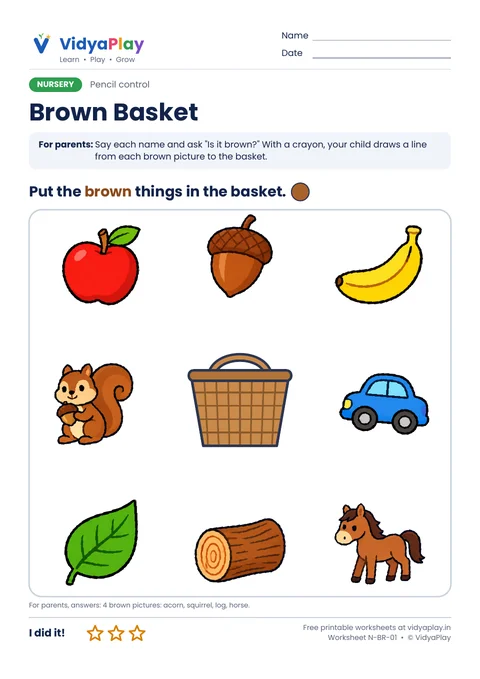 VidyaPlay
Learn • Play • Grow
Name
Date
NURSERY Pencil control
Brown Basket
For parents: Say each name and ask "Is it brown?" With a crayon, your child draws a line
from each brown picture to the basket.
Put the brown things in the basket.
For parents, answers: 4 brown pictures: acorn, squirrel, log, horse.
I did it!
Free printable worksheets at vidyaplay.in
Worksheet N-BR-01 • © VidyaPlay